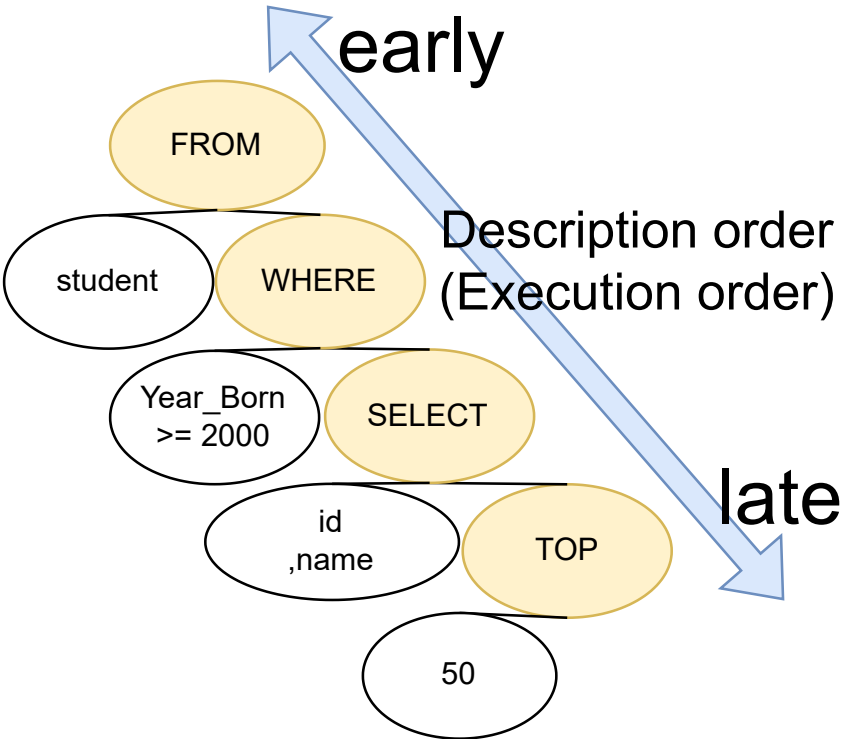 early
FROM
Description order
(Execution order)
student
WHERE
Year_Born
>= 2000
SELECT
late
id
,name
TOP
50